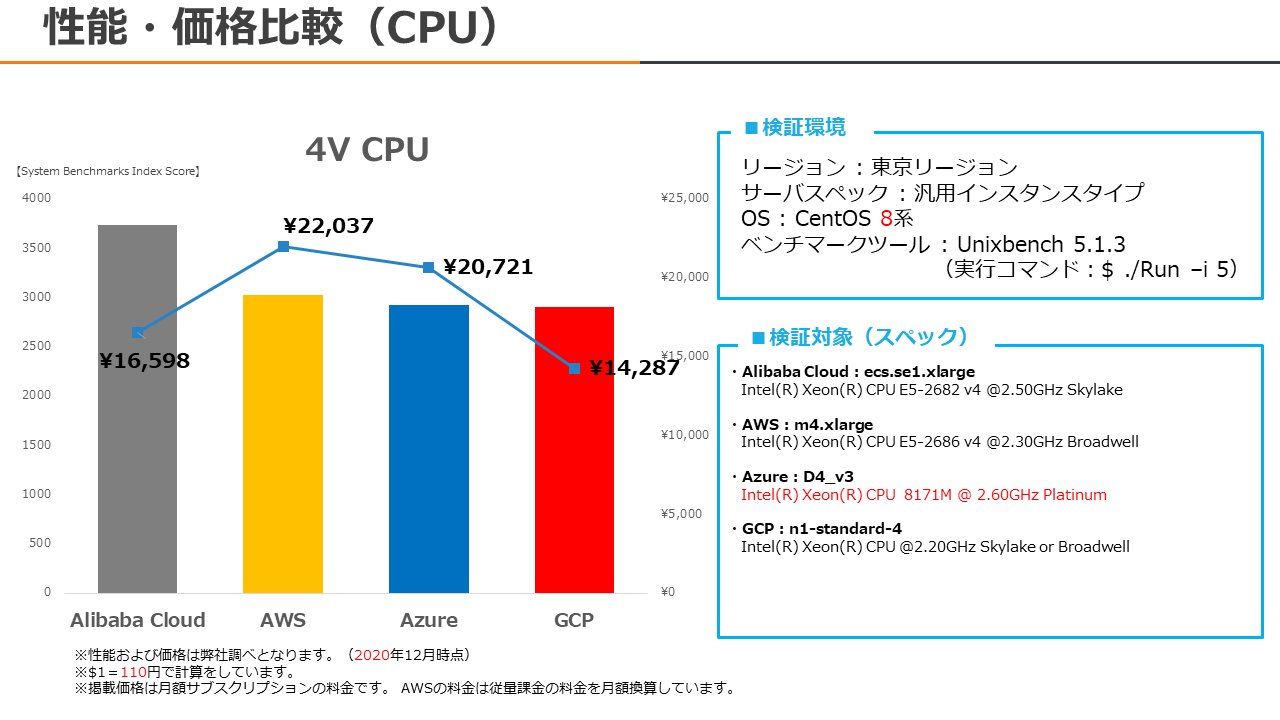 性能・価格比較（CPU）
4V CPU
【System Benchmarks Index Score】
4000
3500
3000
2500
2000
1500
1000
500
0
¥25,000
¥20,000
¥15,000
¥10,000
¥5,000
¥0
¥16,598
¥22,037
¥20,721
¥14,287
Alibaba Cloud
AWS
Azure
GCP
※性能および価格は弊社調べとなります。（2020年12月時点）
※$1＝110円で計算をしています。
※掲載価格は月額サブスクリプションの料金です。 AWSの料金は従量課金の料金を月額換算しています。
■検証環境
リージョン : 東京リージョン
サーバスペック : 汎用インスタンスタイプ
OS : CentOS 8系
ベンチマークツール : Unixbench 5.1.3
（実行コマンド : $ ./Run –i 5）
■検証対象（スペック）
・Alibaba Cloud : ecs.se1.xlarge
Intel(R) Xeon(R) CPU E5-2682 v4 @2.50GHz Skylake
・AWS : m4.xlarge
Intel(R) Xeon(R) CPU E5-2686 v4 @2.30GHz Broadwell
・Azure : D4_v3
Intel(R) Xeon(R) CPU 8171M @ 2.60GHz Platinum
・GCP : n1-standard-4
Intel(R) Xeon(R) CPU @2.20GHz Skylake or Broadwell